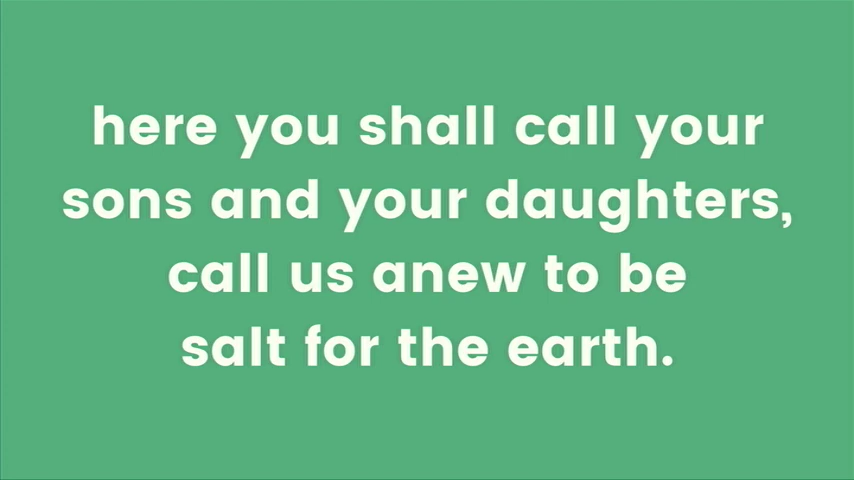 here you shall call your
sons and your daughters,
call us anew to be
salt for the earth.